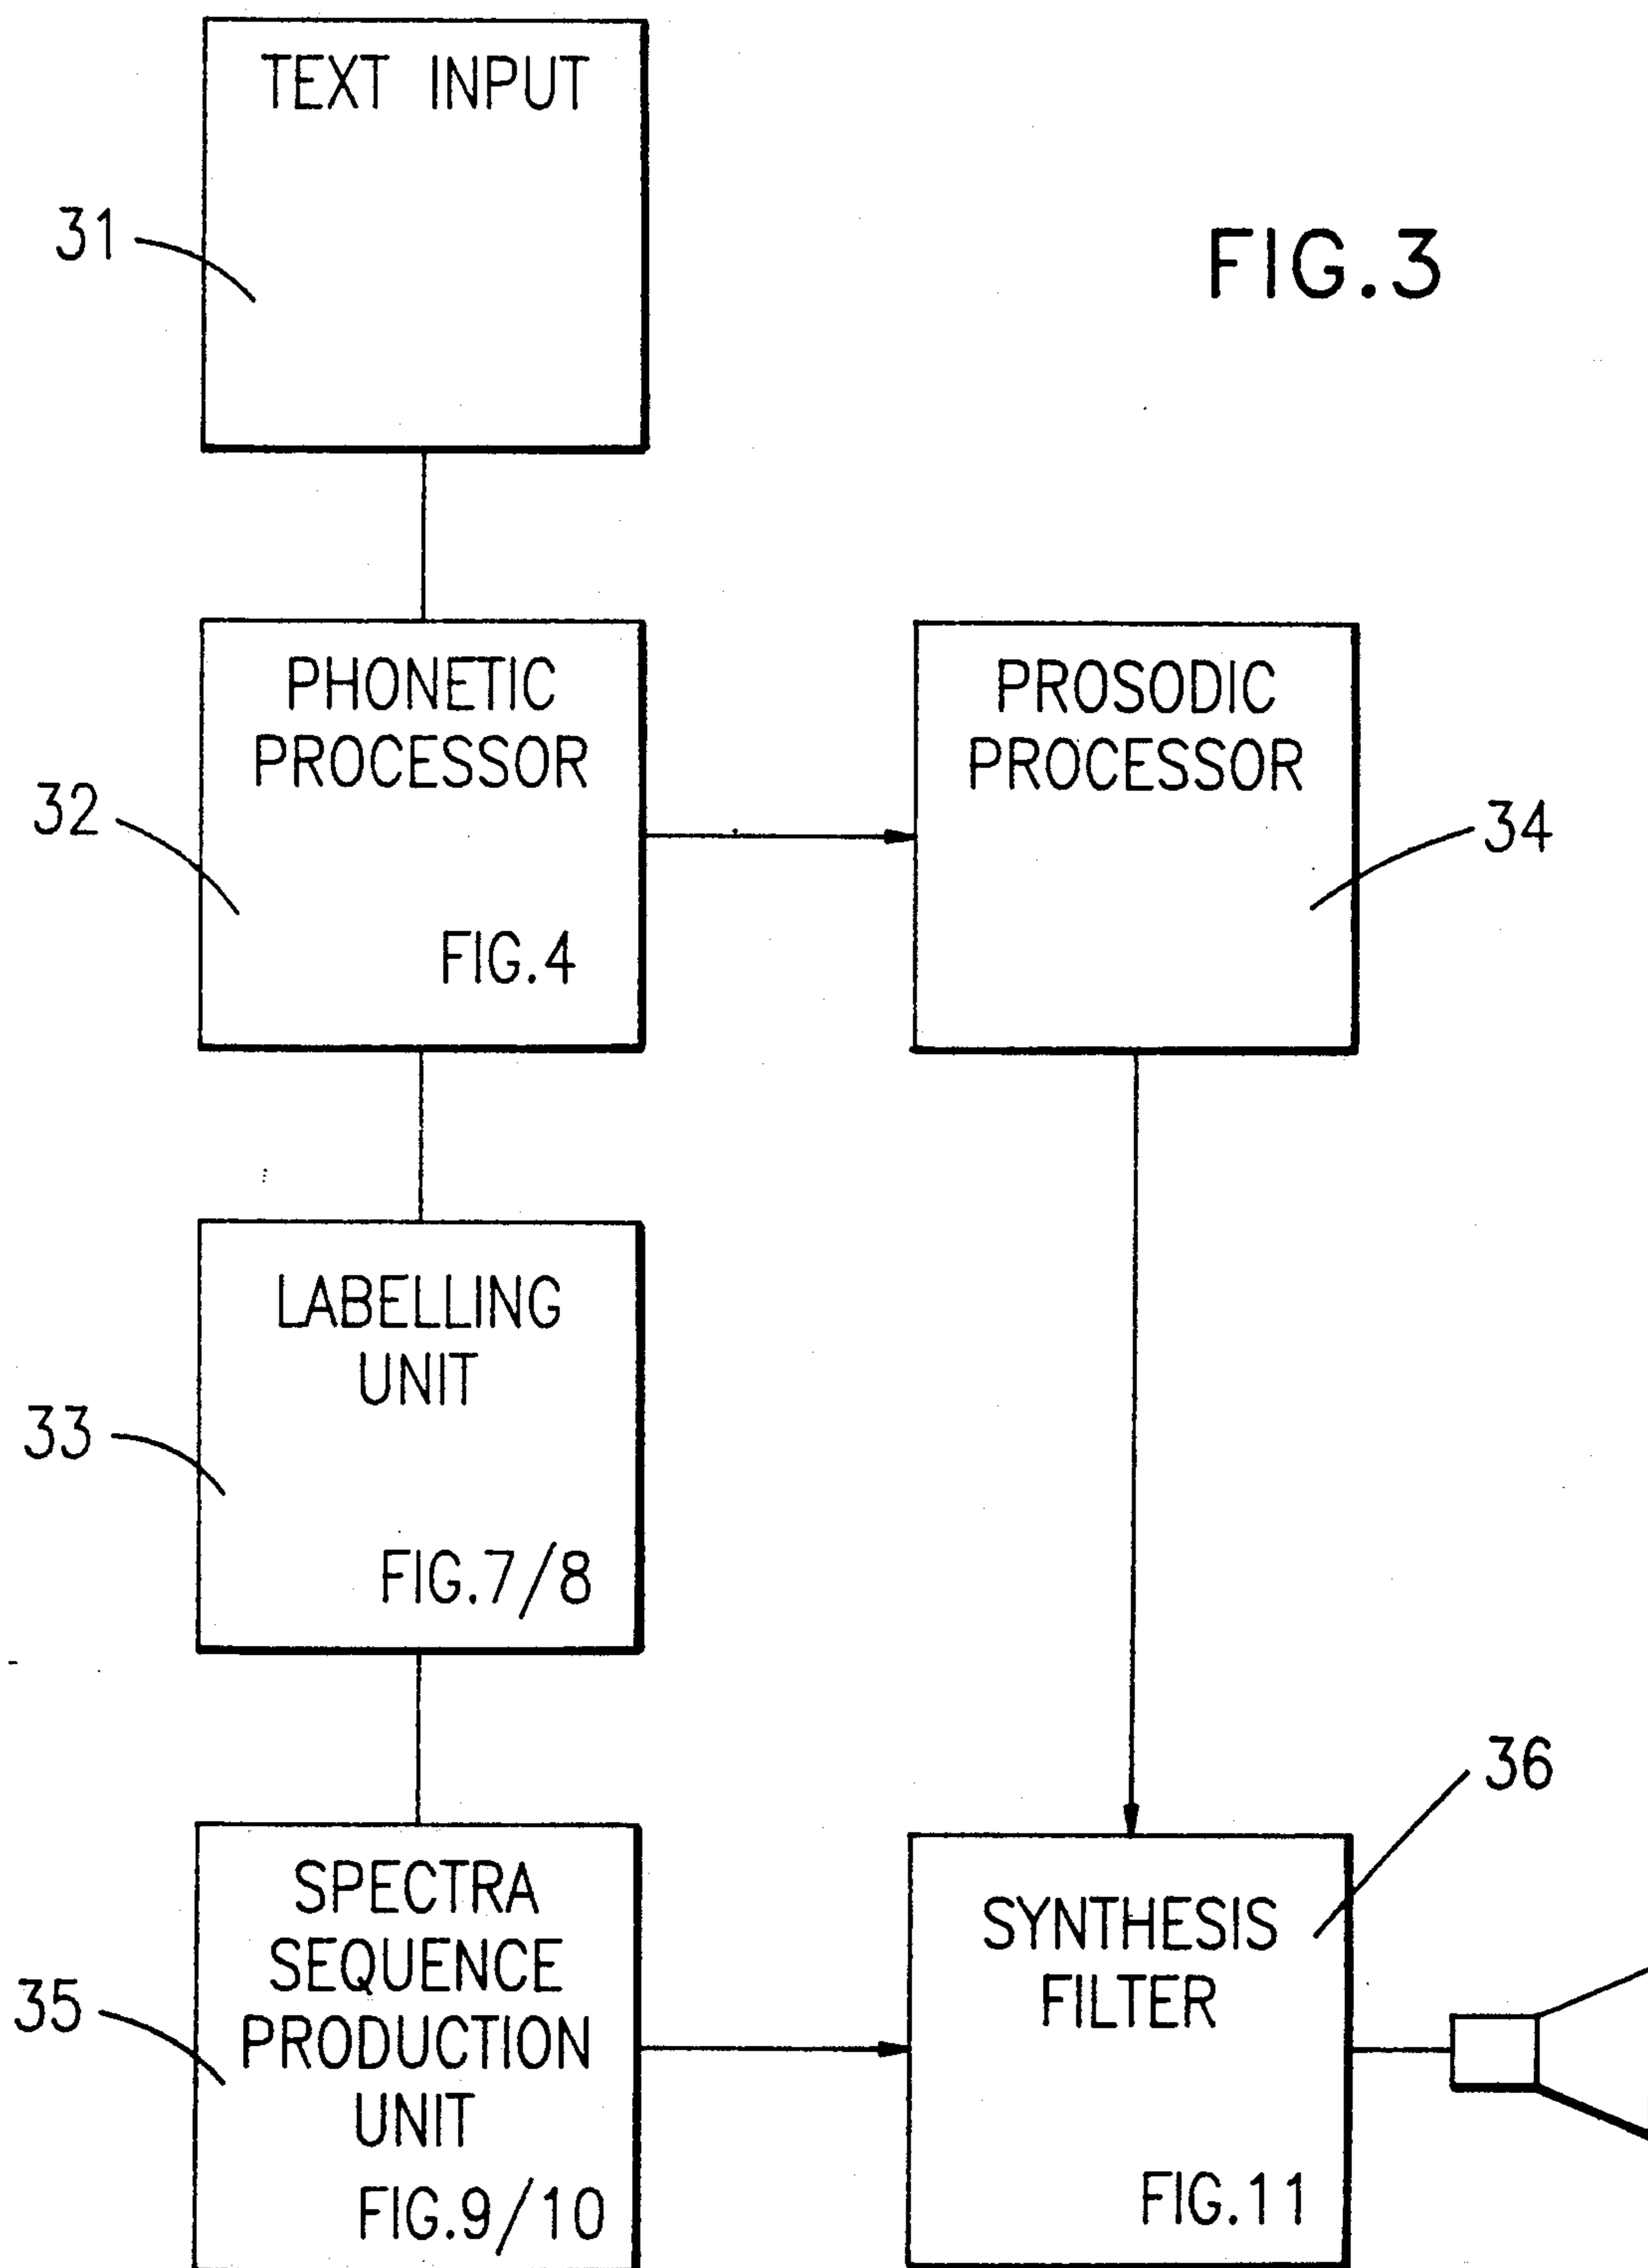 TEXT INPUT
31
FIG.3
PHONETIC
PROCESSOR
32
FIG.4
PROSODIC
PROCESSOR
34
LABELLING
UNIT
33
FIG.7/8
SPECTRA
SEQUENCE
PRODUCTION
UNIT
35
FIG.9/10
36
SYNTHESIS
FILTER
FIG.11